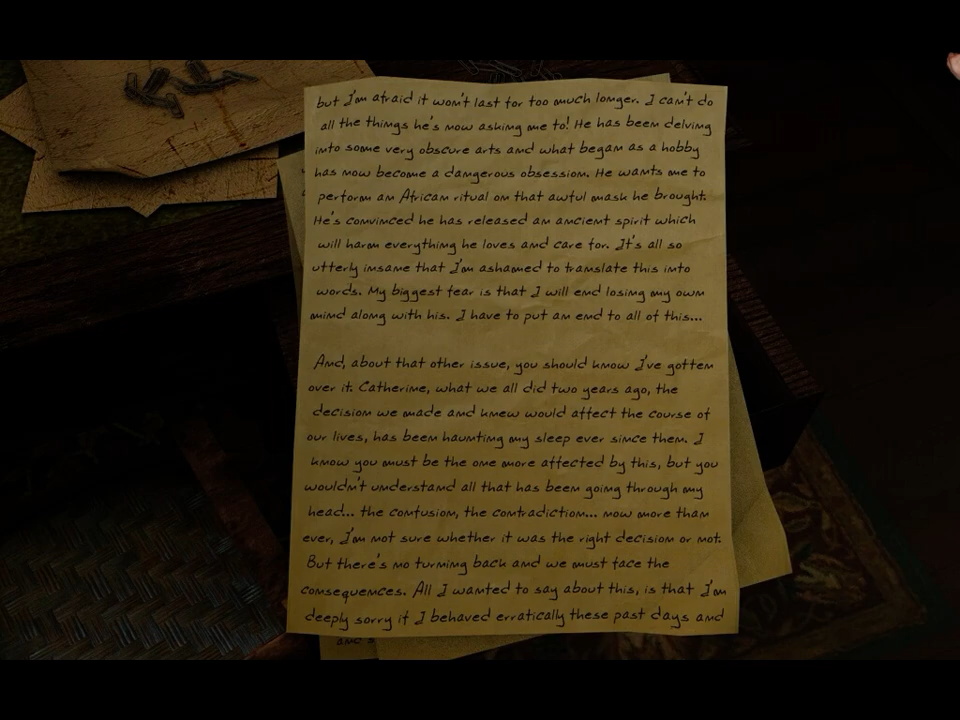 but I'm afraid it won't last for too much longer. I can't do
all the things he's now asking me to! He has been delving
into some very obscure arts and what began as a hobby
has now become a dangerous obsession. He wants me to
perform an African ritual on that awful mask he brought.
He's convinced he has released an ancient spirit which
will harm everything he loves and care for. It's all so
utterly insane that I'm ashamed to translate this into
words. My biggest fear is that I will end losing my own
mind along with his. I have to put an end to all of this...
And, about that other issue, you should know I've gotten
over it. Catherine, what we all did two years ago, the
decision we made and knew would affect the course of
our lives, has been haunting my sleep ever since then. I
know you must be the one more affected by this, but you
wouldn't understand all that has been going through my
head... the confusion, the contradiction... now more than
ever, I'm not sure whether it was the right decision or not.
But there's no turning back and we must face the
consequences. All I wanted to say about this, is that I'm
deeply sorry if I behaved erratically these past days and